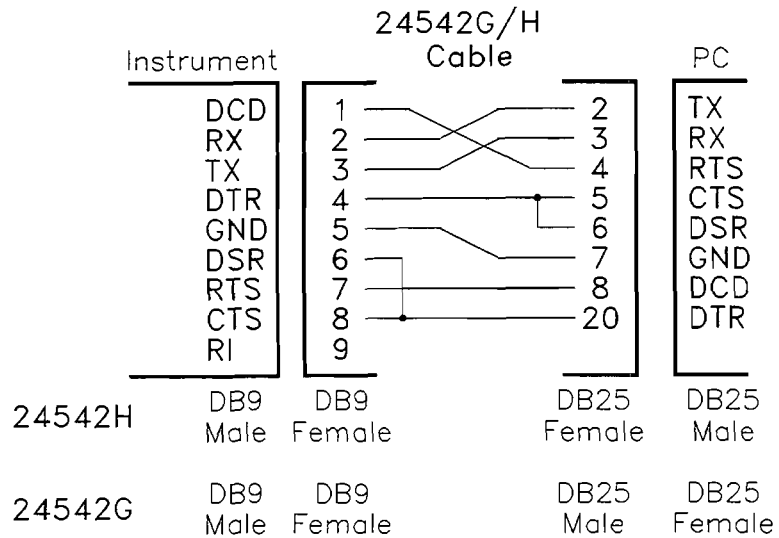 24542G/H
Cable
Instrument PC
DCD 1 2 TX
RX 2 3 RX
TX 3 4 RTS
DTR 4 5 CTS
GND 5 6 DSR
DSR 6 7 GND
RTS 7 8 DCD
CTS 8 20 DTR
RI 9
24542H DB9 Male DB9 Female DB25 Female DB25 Male
24542G DB9 Male DB9 Female DB25 Male DB25 Female